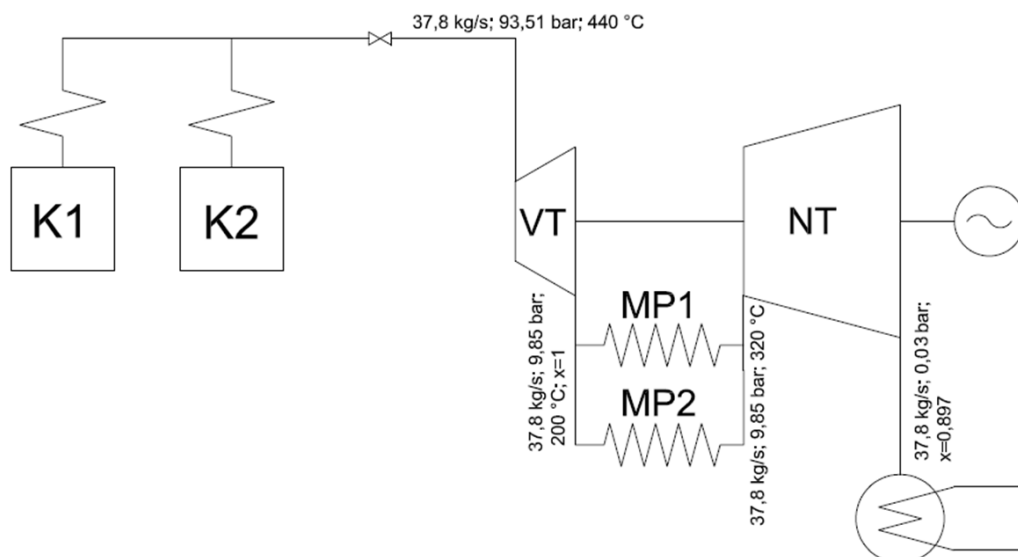 37,8 kg/s; 93,51 bar; 440 °C
K1
K2
VT
NT
MP1
MP2
37,8 kg/s; 9,85 bar;
200 °C; x=1
37,8 kg/s; 9,85 bar; 320 °C
37,8 kg/s; 0,03 bar;
x=0,897